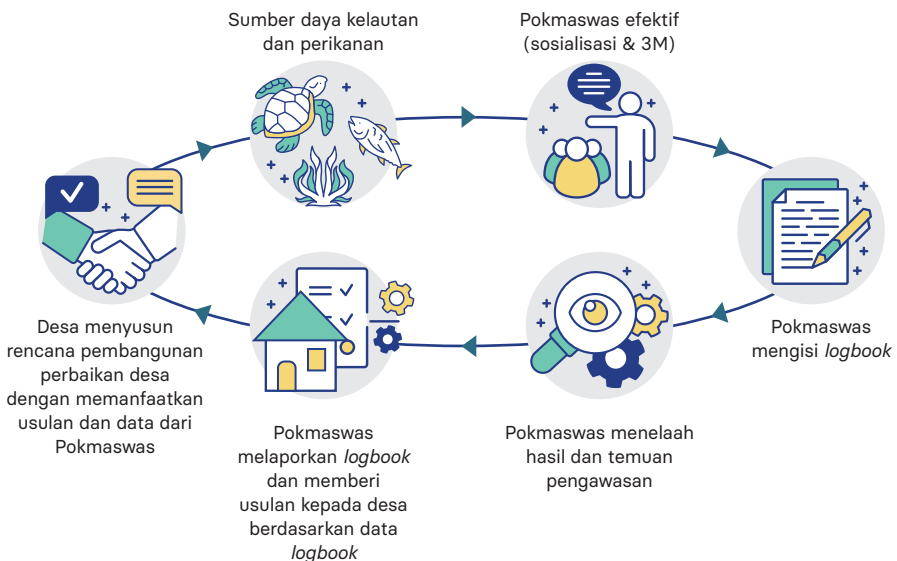 Sumber daya kelautan
dan perikanan
Pokmaswas efektif
(sosialisasi & 3M)
Pokmaswas
mengisi logbook
Pokmaswas menelaah
hasil dan temuan
pengawasan
Pokmaswas
melaporkan logbook
dan memberi
usulan kepada desa
berdasarkan data
logbook
Desa menyusun
rencana pembangunan
perbaikan desa
dengan memanfaatkan
usulan dan data dari
Pokmaswas